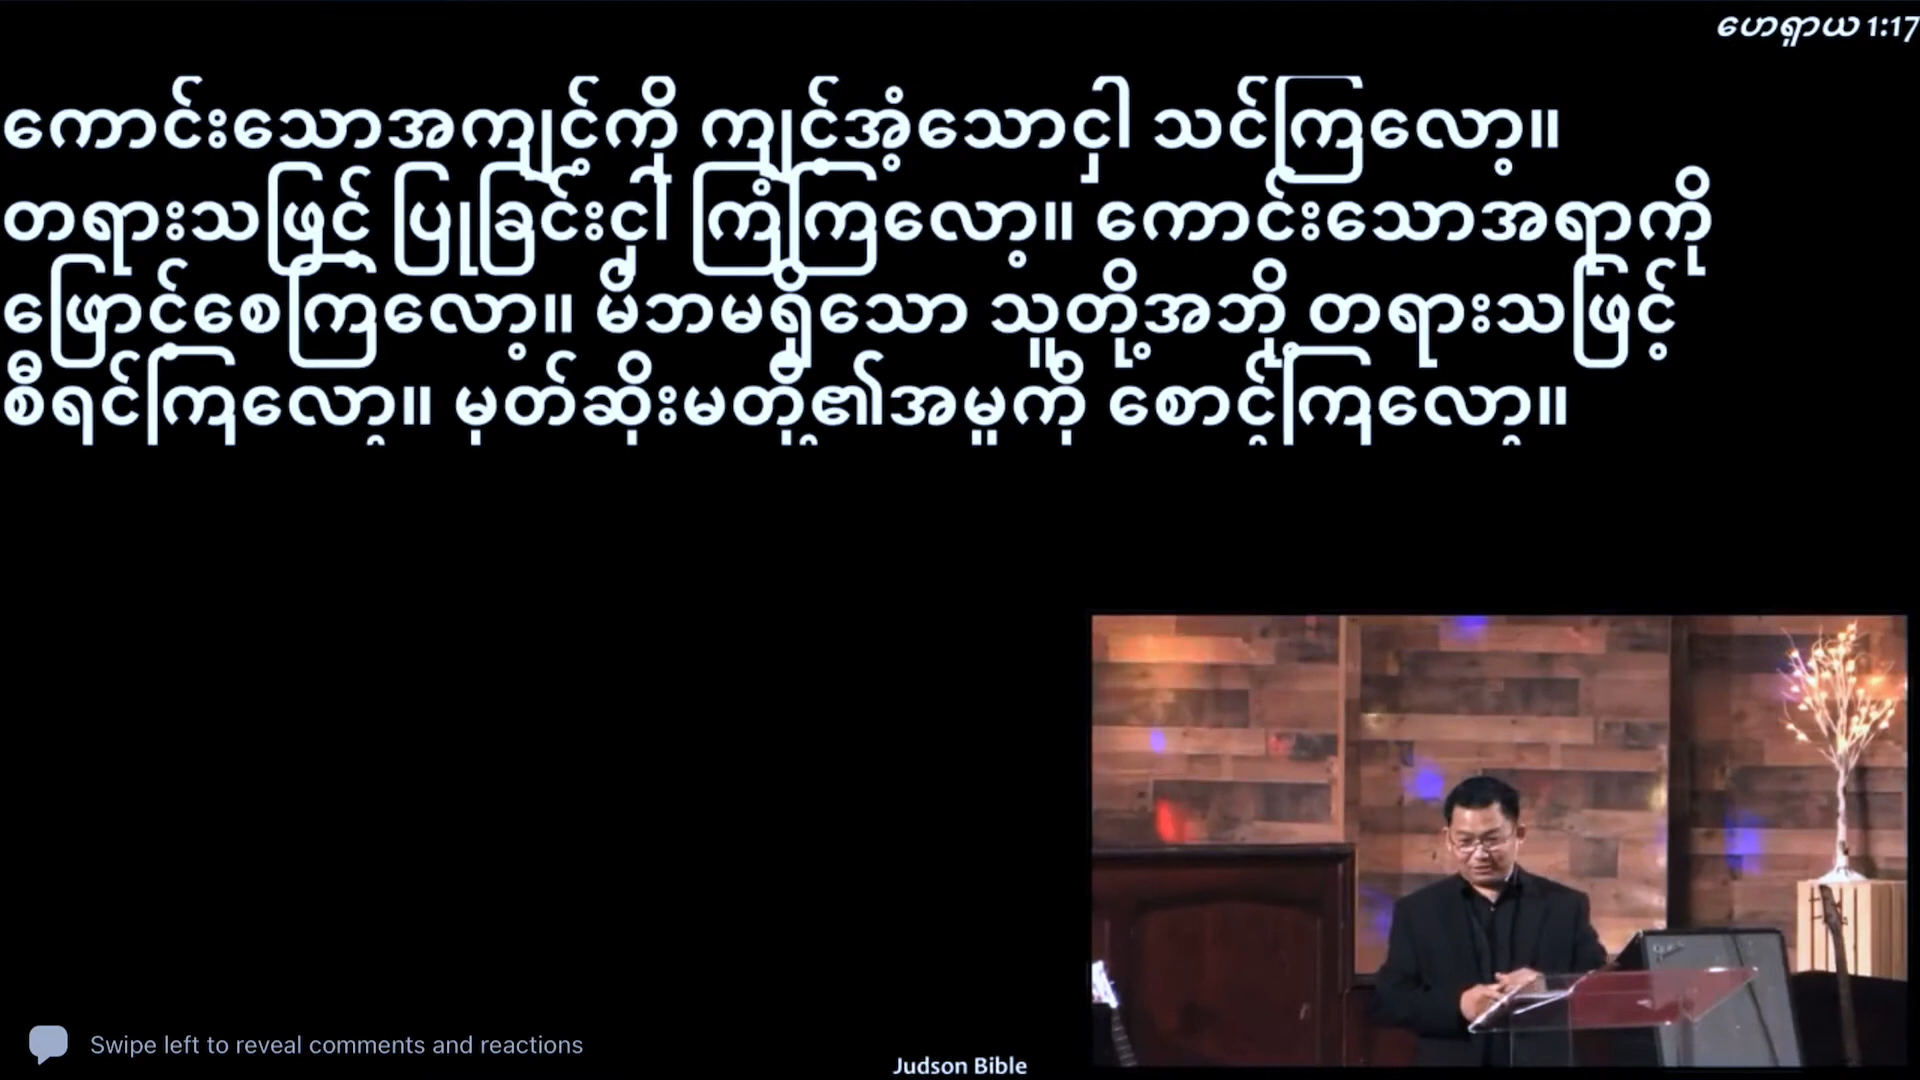 ဟေရှာယ 1:17
ကောင်းသောအကျင့်ကို ကျင့်အံ့သောငှါ သင်ကြလော့။
တရားသဖြင့် ပြုခြင်းငှါ ကြံကြလော့။ ကောင်းသောအရာကို
ဖြောင့်စေကြလော့။ မိဘမရှိသော သူတို့အဘို့ တရားသဖြင့်
စီရင်ကြလော့။ မုတ်ဆိုးမတို့၏အမှုကို စောင့်ကြလော့။
Swipe left to reveal comments and reactions
Judson Bible